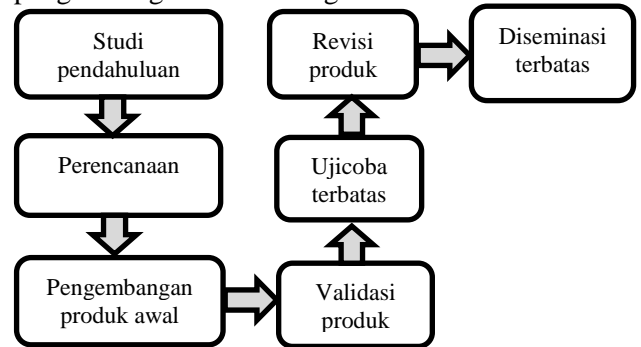 Studi
pendahuluan
Perencanaan
Pengembangan
produk awal
Validasi
produk
Ujicoba
terbatas
Revisi
produk
Diseminasi
terbatas